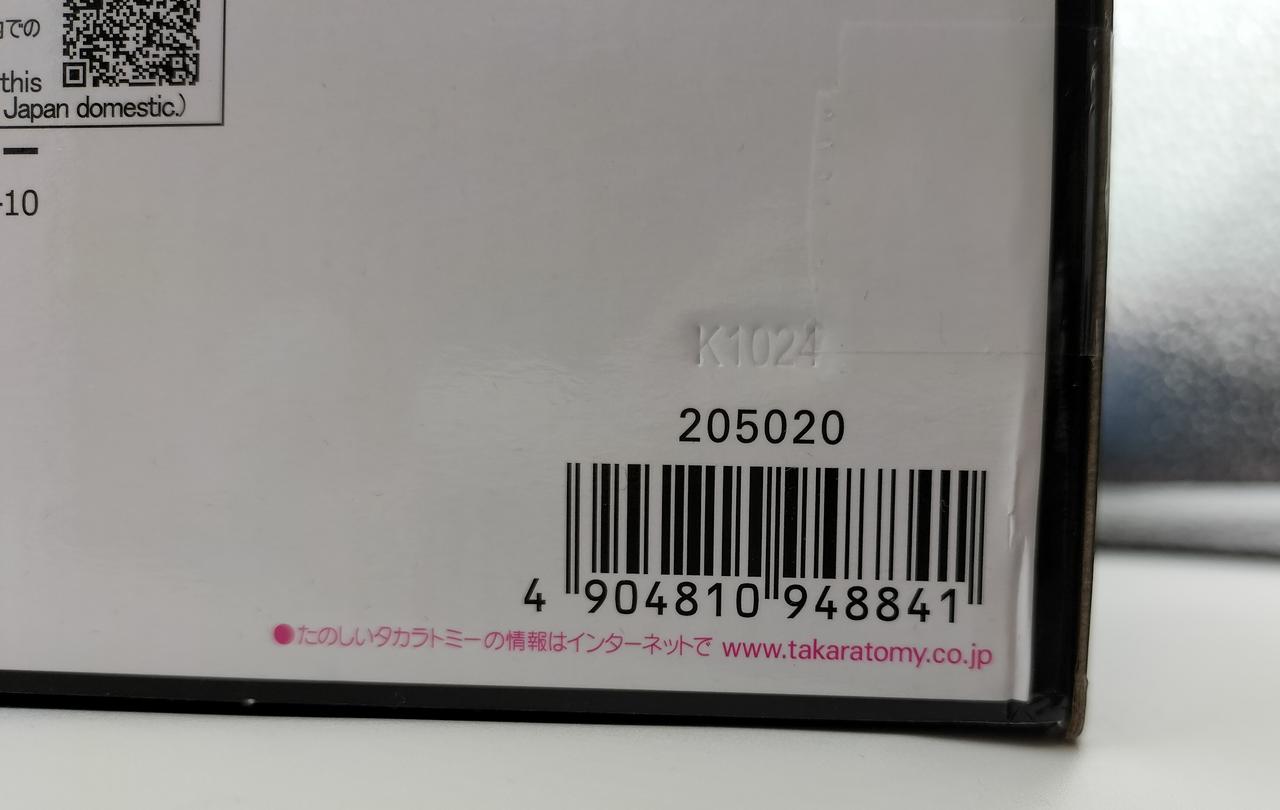 での
this
Japan domestic.)
-10
K1024
205020
4 904810 948841
●たのしいタカラトミーの情報はインターネットで www.takaratomy.co.jp